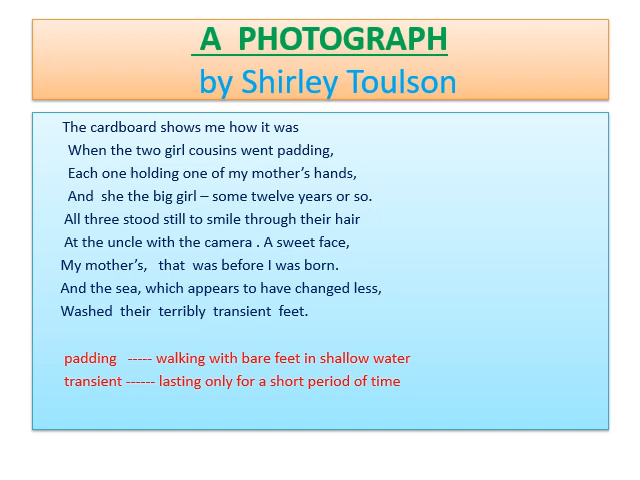 A PHOTOGRAPH
by Shirley Toulson
The cardboard shows me how it was
When the two girl cousins went padding,
Each one holding one of my mother's hands,
And she the big girl – some twelve years or so.
All three stood still to smile through their hair
At the uncle with the camera . A sweet face,
My mother's, that was before I was born.
And the sea, which appears to have changed less,
Washed their terribly transient feet.
padding ----- walking with bare feet in shallow water
transient ------ lasting only for a short period of time